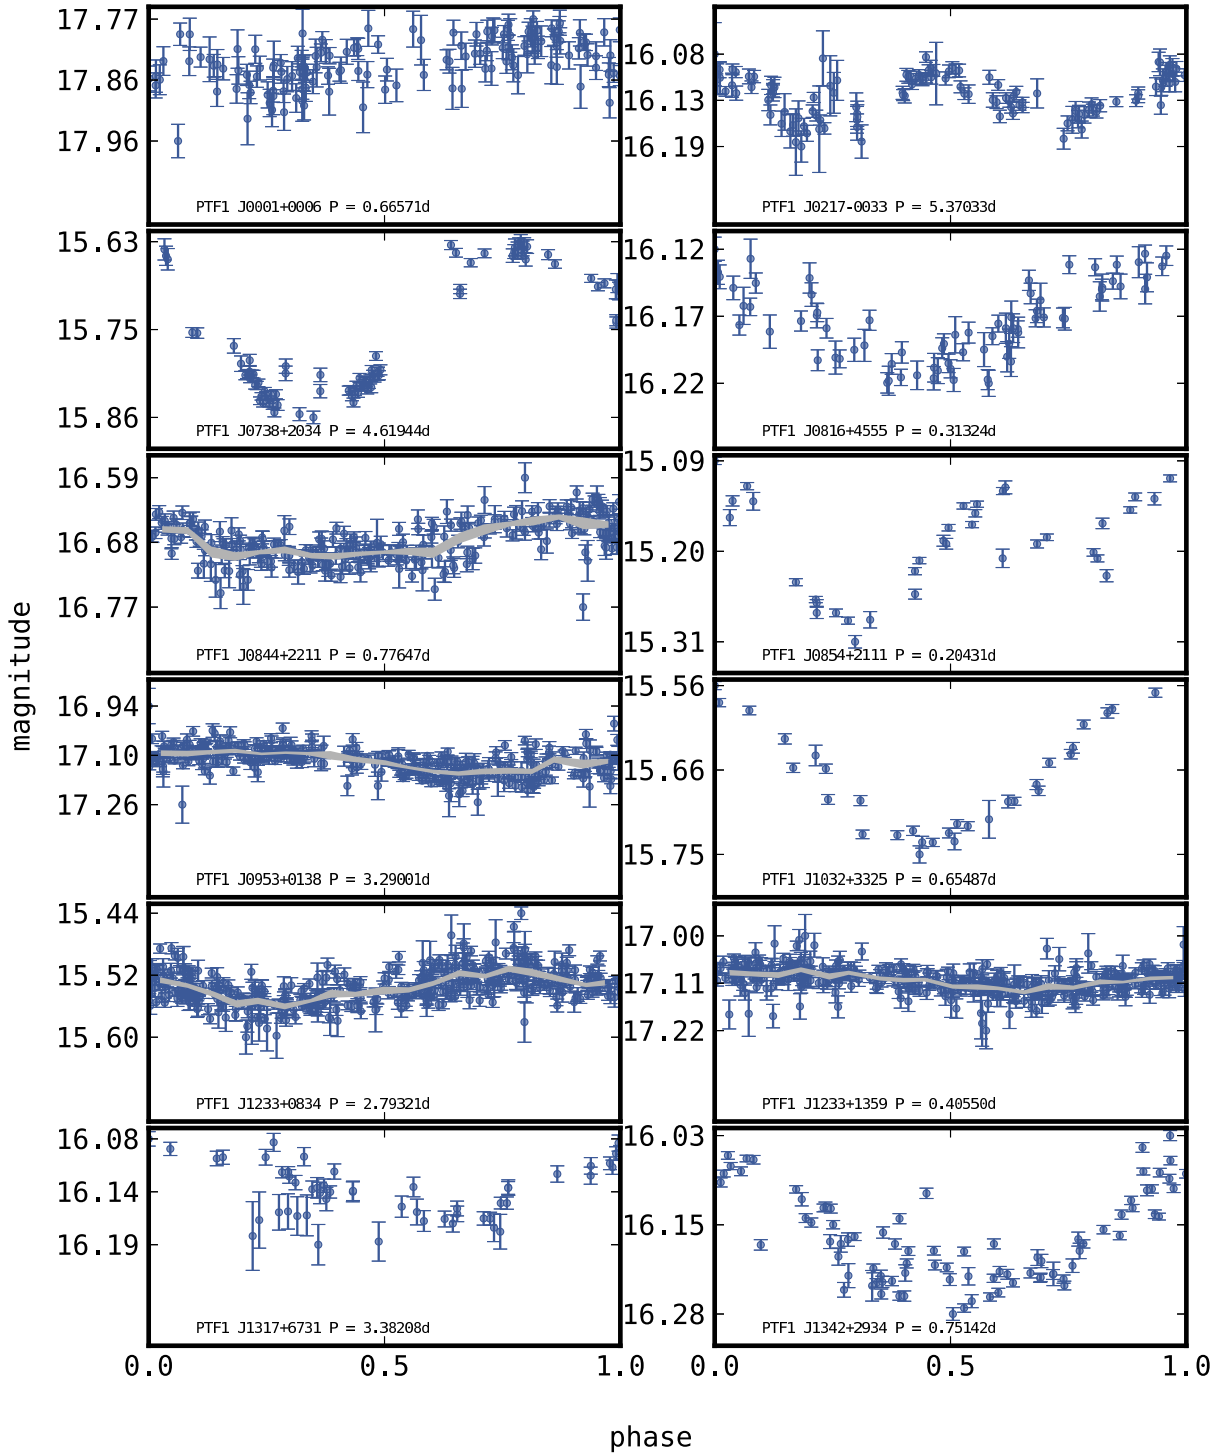 17.77
17.86
17.96
PTF1 J0001+0006 P = 0.66571d
16.08
16.13
16.19
PTF1 J0217-0033 P = 5.37033d
15.63
15.75
15.86
PTF1 J0738+2034 P = 4.61944d
16.12
16.17
16.22
PTF1 J0816+4555 P = 0.31324d
16.59
16.68
16.77
PTF1 J0844+2211 P = 0.77647d
15.09
15.20
15.31
PTF1 J0854+2111 P = 0.20431d
magnitude
16.94
17.10
17.26
PTF1 J0953+0138 P = 3.29001d
15.56
15.66
15.75
PTF1 J1032+3325 P = 0.65487d
15.44
15.52
15.60
PTF1 J1233+0834 P = 2.79321d
17.00
17.11
17.22
PTF1 J1233+1359 P = 0.40550d
16.08
16.14
16.19
PTF1 J1317+6731 P = 3.38208d
16.03
16.15
16.28
PTF1 J1342+2934 P = 0.75142d
0.0 0.5 1.0
0.0 0.5 1.0
phase